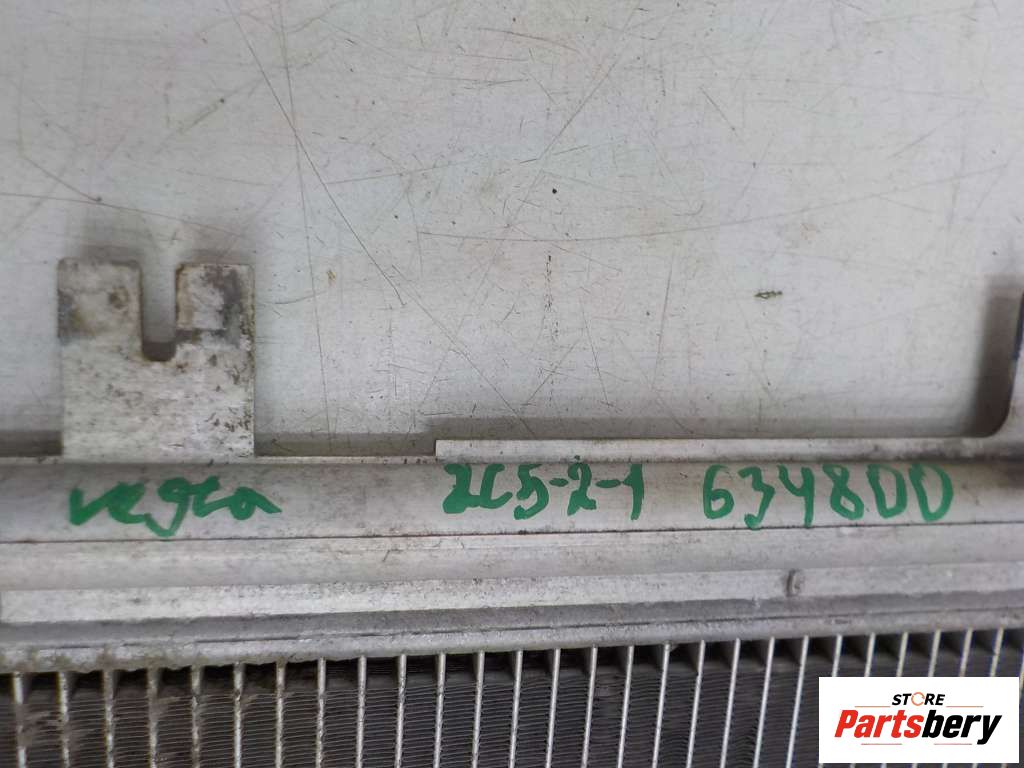 vegca 2C5-2-1 634800
STORE
Partsbery